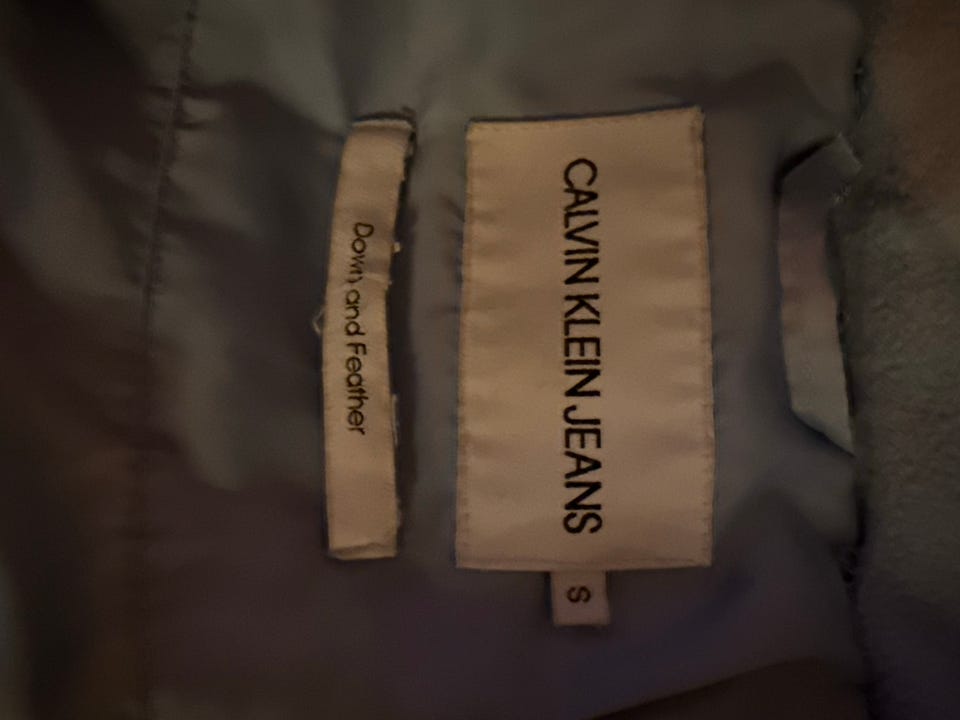 CALVIN KLEIN JEANS
S
Down and Feather